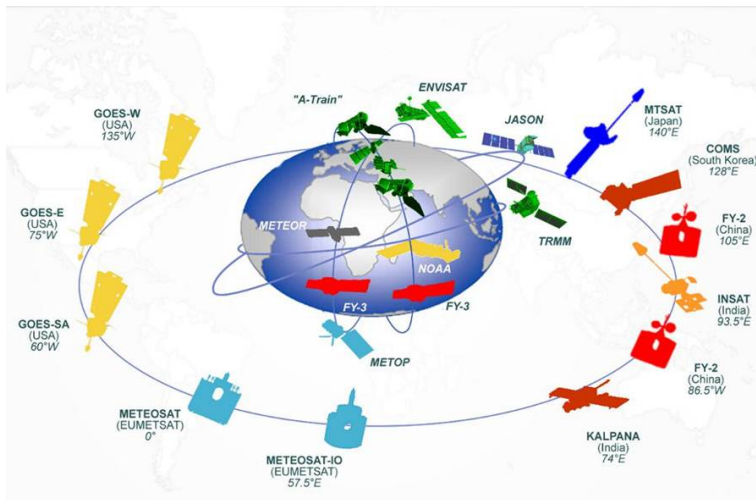 "A-Train"
ENVISAT
JASON
GOES-W
(USA)
135°W
MTSAT
(Japan)
140°E
COMS
(South Korea)
128°E
GOES-E
(USA)
75°W
FY-2
(China)
105°E
METEOR
NOAA
TRMM
FY-3
FY-3
INSAT
(India)
93.5°E
GOES-SA
(USA)
60°W
METOP
FY-2
(China)
86.5°W
METEOSAT
(EUMETSAT)
0°
METEOSAT-IO
(EUMETSAT)
57.5°E
KALPANA
(India)
74°E